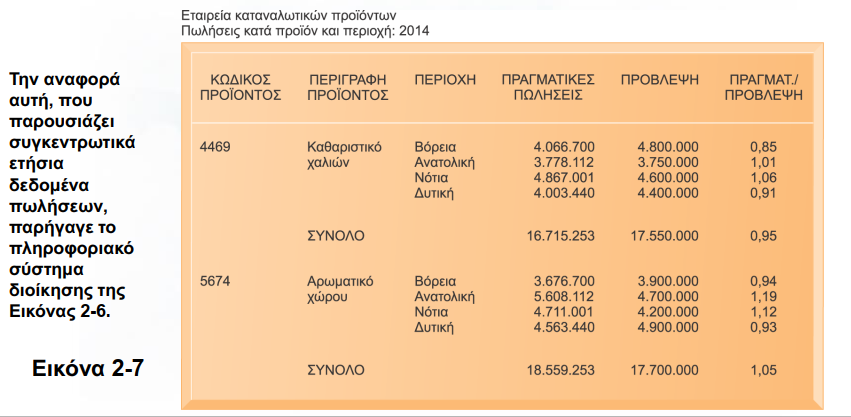 Εταιρεία καταναλωτικών προϊόντων
Πωλήσεις κατά προϊόν και περιοχή: 2014
Την αναφορά
αυτή, που
παρουσιάζει
συγκεντρωτικά
ετήσια
δεδομένα
πωλήσεων,
παρήγαγε το
πληροφοριακό
σύστημα
διοίκησης της
Εικόνας 2-6.
Εικόνα 2-7
ΚΩΔΙΚΟΣ ΠΕΡΙΓΡΑΦΗ ΠΕΡΙΟΧΗ ΠΡΑΓΜΑΤΙΚΕΣ ΠΡΟΒΛΕΨΗ ΠΡΑΓΜΑΤ./
ΠΡΟΪΟΝΤΟΣ ΠΡΟΪΟΝΤΟΣ ΠΩΛΗΣΕΙΣ ΠΡΟΒΛΕΨΗ
4469 Καθαριστικό Βόρεια 4.066.700 4.800.000 0,85
χαλιών Ανατολική 3.778.112 3.750.000 1,01
Νότια 4.867.001 4.600.000 1,06
Δυτική 4.003.440 4.400.000 0,91
ΣΥΝΟΛΟ 16.715.253 17.550.000 0,95
5674 Αρωματικό Βόρεια 3.676.700 3.900.000 0,94
χώρου Ανατολική 5.608.112 4.700.000 1,19
Νότια 4.711.001 4.200.000 1,12
Δυτική 4.563.440 4.900.000 0,93
ΣΥΝΟΛΟ 18.559.253 17.700.000 1,05